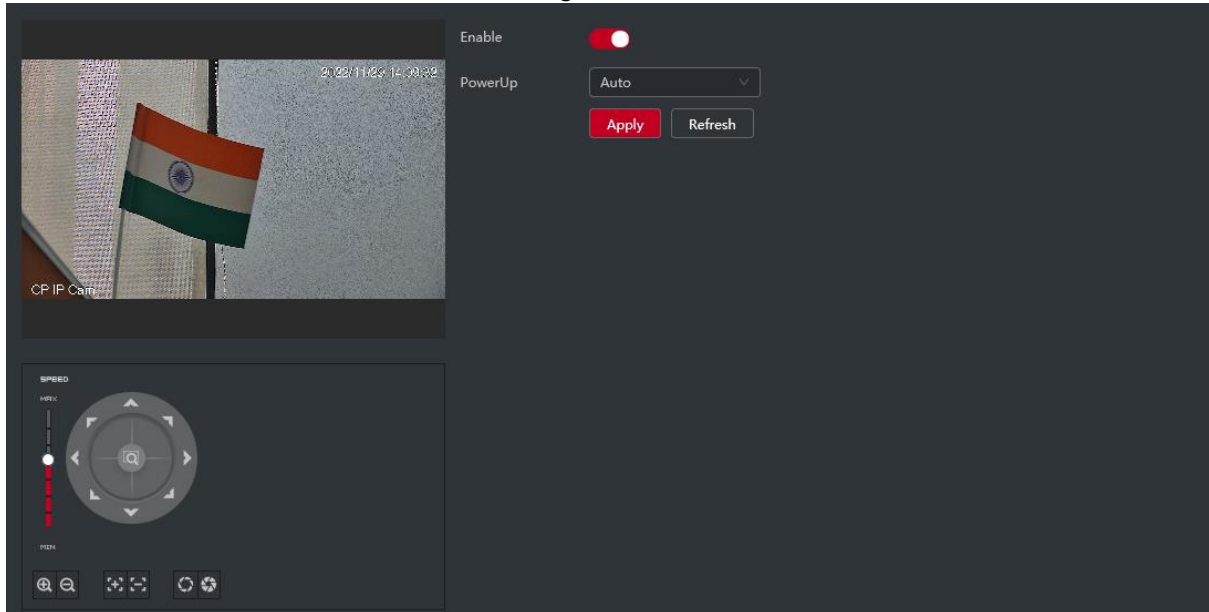 Enable
PowerUp
Auto
Apply
Refresh
CP IP Cam
SPEED
MAX
MIN